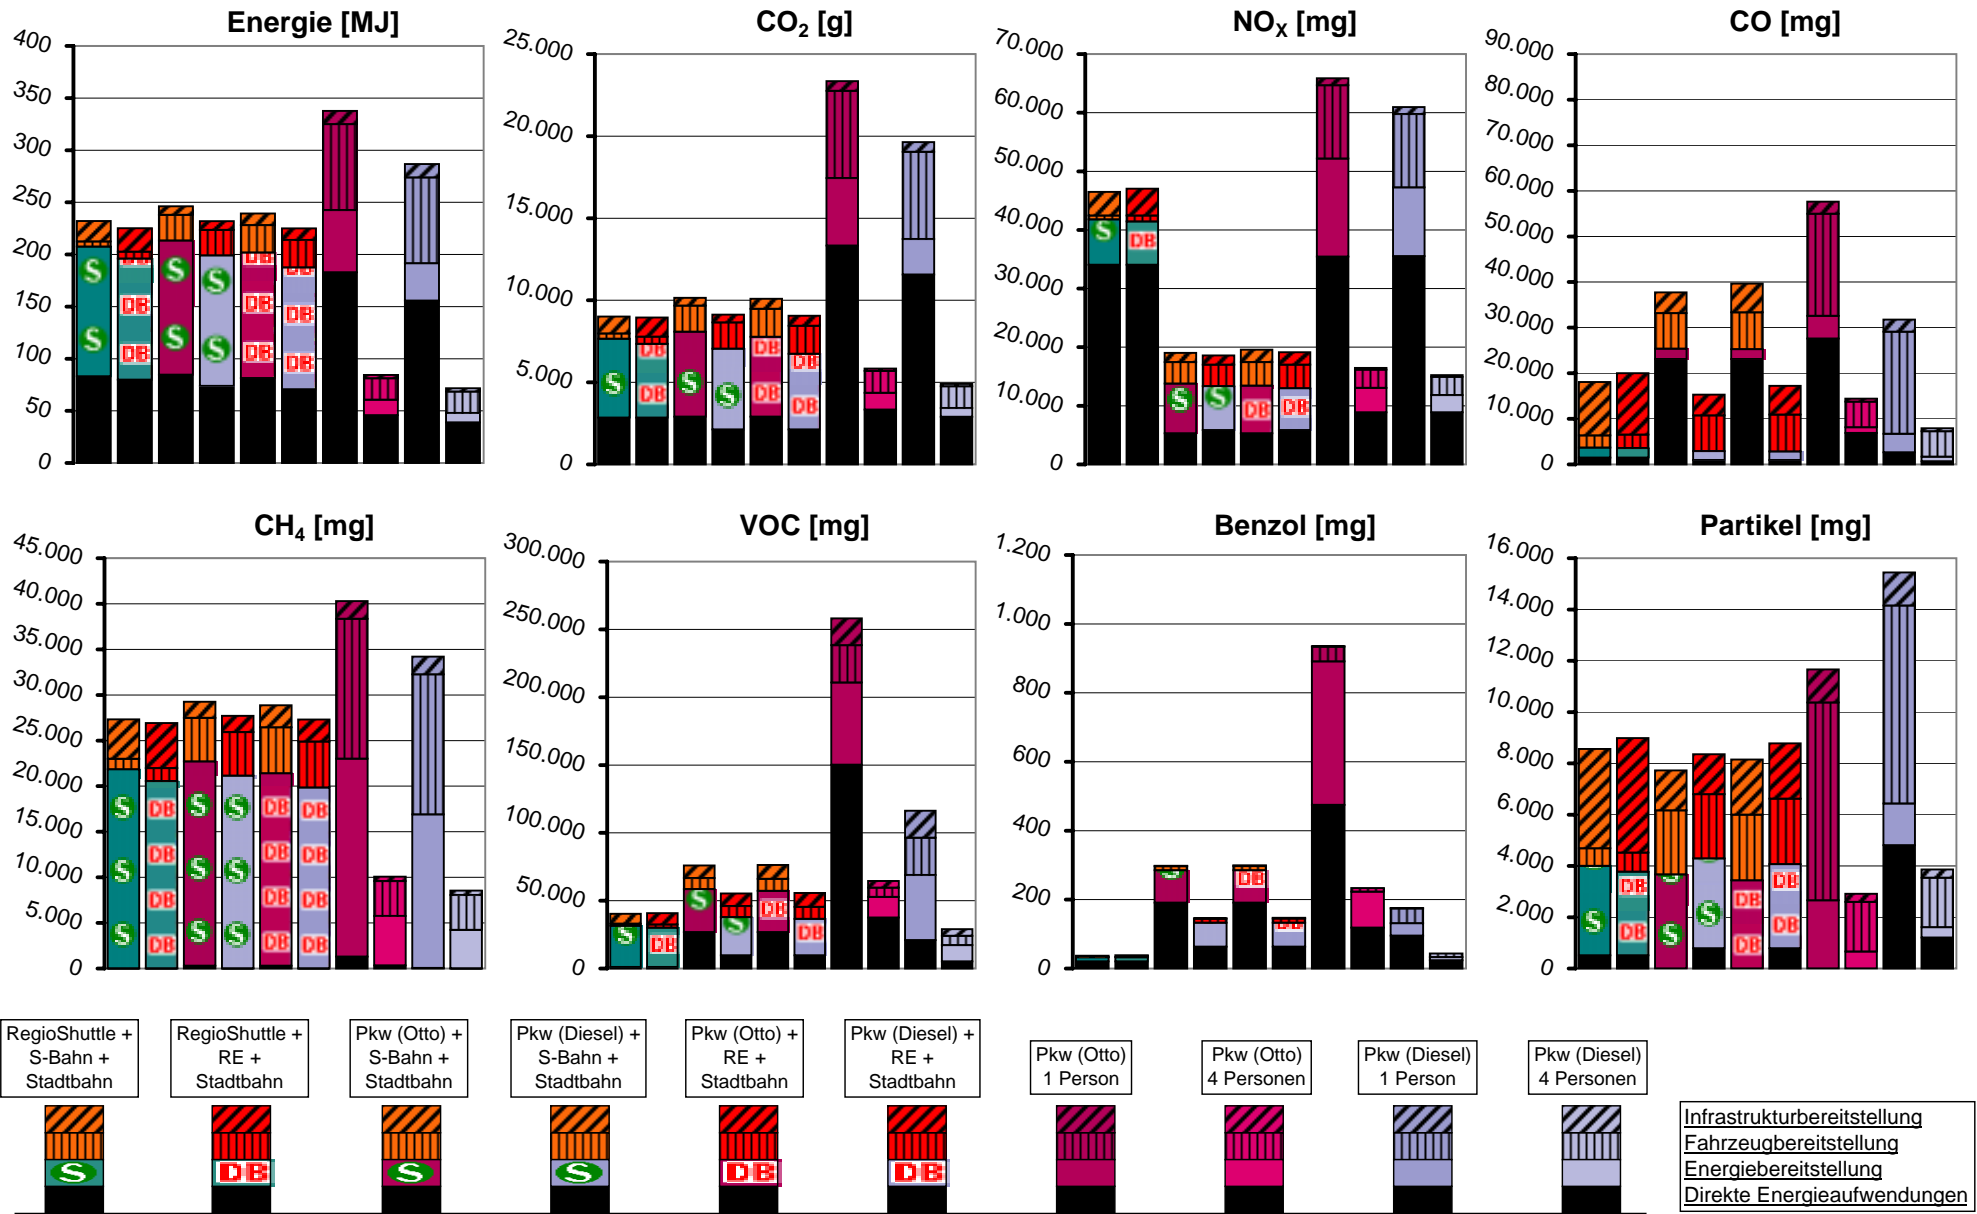 Energie [MJ]
400
350
300
250
200
150
100
50
0
CO2 [g]
25.000
20.000
15.000
10.000
5.000
0
NOX [mg]
70.000
60.000
50.000
40.000
30.000
20.000
10.000
0
CO [mg]
90.000
80.000
70.000
60.000
50.000
40.000
30.000
20.000
10.000
0
CH4 [mg]
45.000
40.000
35.000
30.000
25.000
20.000
15.000
10.000
5.000
0
VOC [mg]
300.000
250.000
200.000
150.000
100.000
50.000
0
Benzol [mg]
1.200
1.000
800
600
400
200
0
Partikel [mg]
16.000
14.000
12.000
10.000
8.000
6.000
4.000
2.000
0
RegioShuttle +
S-Bahn +
Stadtbahn
RegioShuttle +
RE +
Stadtbahn
Pkw (Otto) +
S-Bahn +
Stadtbahn
Pkw (Diesel) +
S-Bahn +
Stadtbahn
Pkw (Otto) +
RE +
Stadtbahn
Pkw (Diesel) +
RE +
Stadtbahn
Pkw (Otto)
1 Person
Pkw (Otto)
4 Personen
Pkw (Diesel)
1 Person
Pkw (Diesel)
4 Personen
S
DB
S
S
DB
DB
Infrastrukturbereitstellung
Fahrzeugbereitstellung
Energiebereitstellung
Direkte Energieaufwendungen